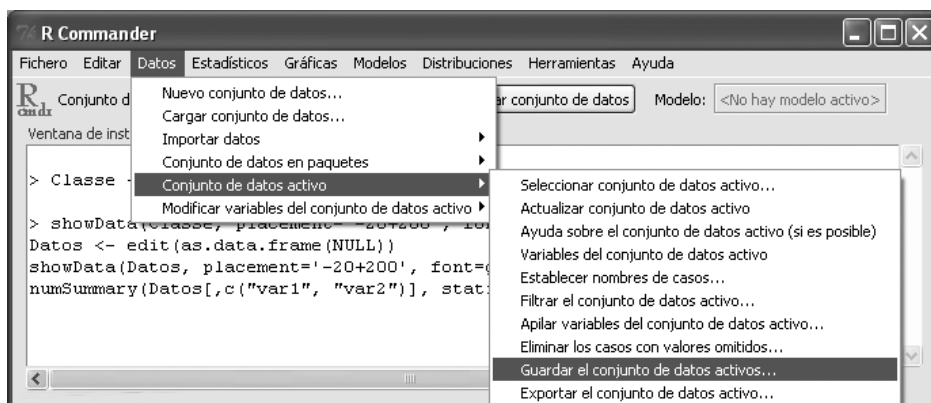 R Commander
Fichero Editar Datos Estadísticos Gráficas Modelos Distribuciones Herramientas Ayuda
R cmdr Conjunto d ar conjunto de datos Modelo: <No hay modelo activo>
Ventana de inst
Nuevo conjunto de datos...
Cargar conjunto de datos...
Importar datos
Conjunto de datos en paquetes
Conjunto de datos activo
Modificar variables del conjunto de datos activo
Seleccionar conjunto de datos activo...
Actualizar conjunto de datos activo
Ayuda sobre el conjunto de datos activo (si es posible)
Variables del conjunto de datos activo
Establecer nombres de casos...
Filtrar el conjunto de datos activo...
Apilar variables del conjunto de datos activo...
Eliminar los casos con valores omitidos...
Guardar el conjunto de datos activos...
Exportar el conjunto de datos activo...
> Classe
> showData(Classe, placement='-20+200', fon
Datos <- edit(as.data.frame(NULL))
showData(Datos, placement='-20+200', font=
numSummary(Datos[,c("var1", "var2")], stat